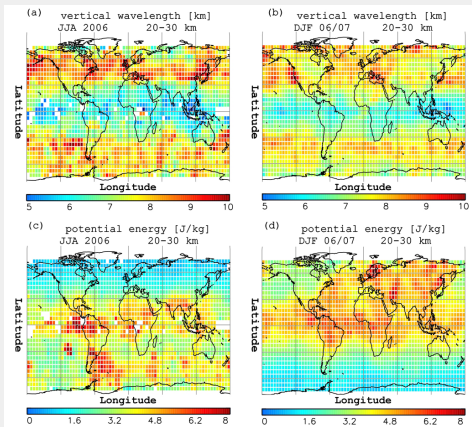 (a) vertical wavelength [km]
JJA 2006 20-30 km
Latitude
5 6 7 8 9 10
Longitude
(b) vertical wavelength [km]
DJF 06/07 20-30 km
Latitude
5 6 7 8 9 10
Longitude
(c) potential energy [J/kg]
JJA 2006 20-30 km
Latitude
Longitude
0 1.6 3.2 4.8 6.2 8
(d) potential energy [J/kg]
DJF 06/07 20-30 km
Latitude
Longitude
0 1.6 3.2 4.8 6.2 8